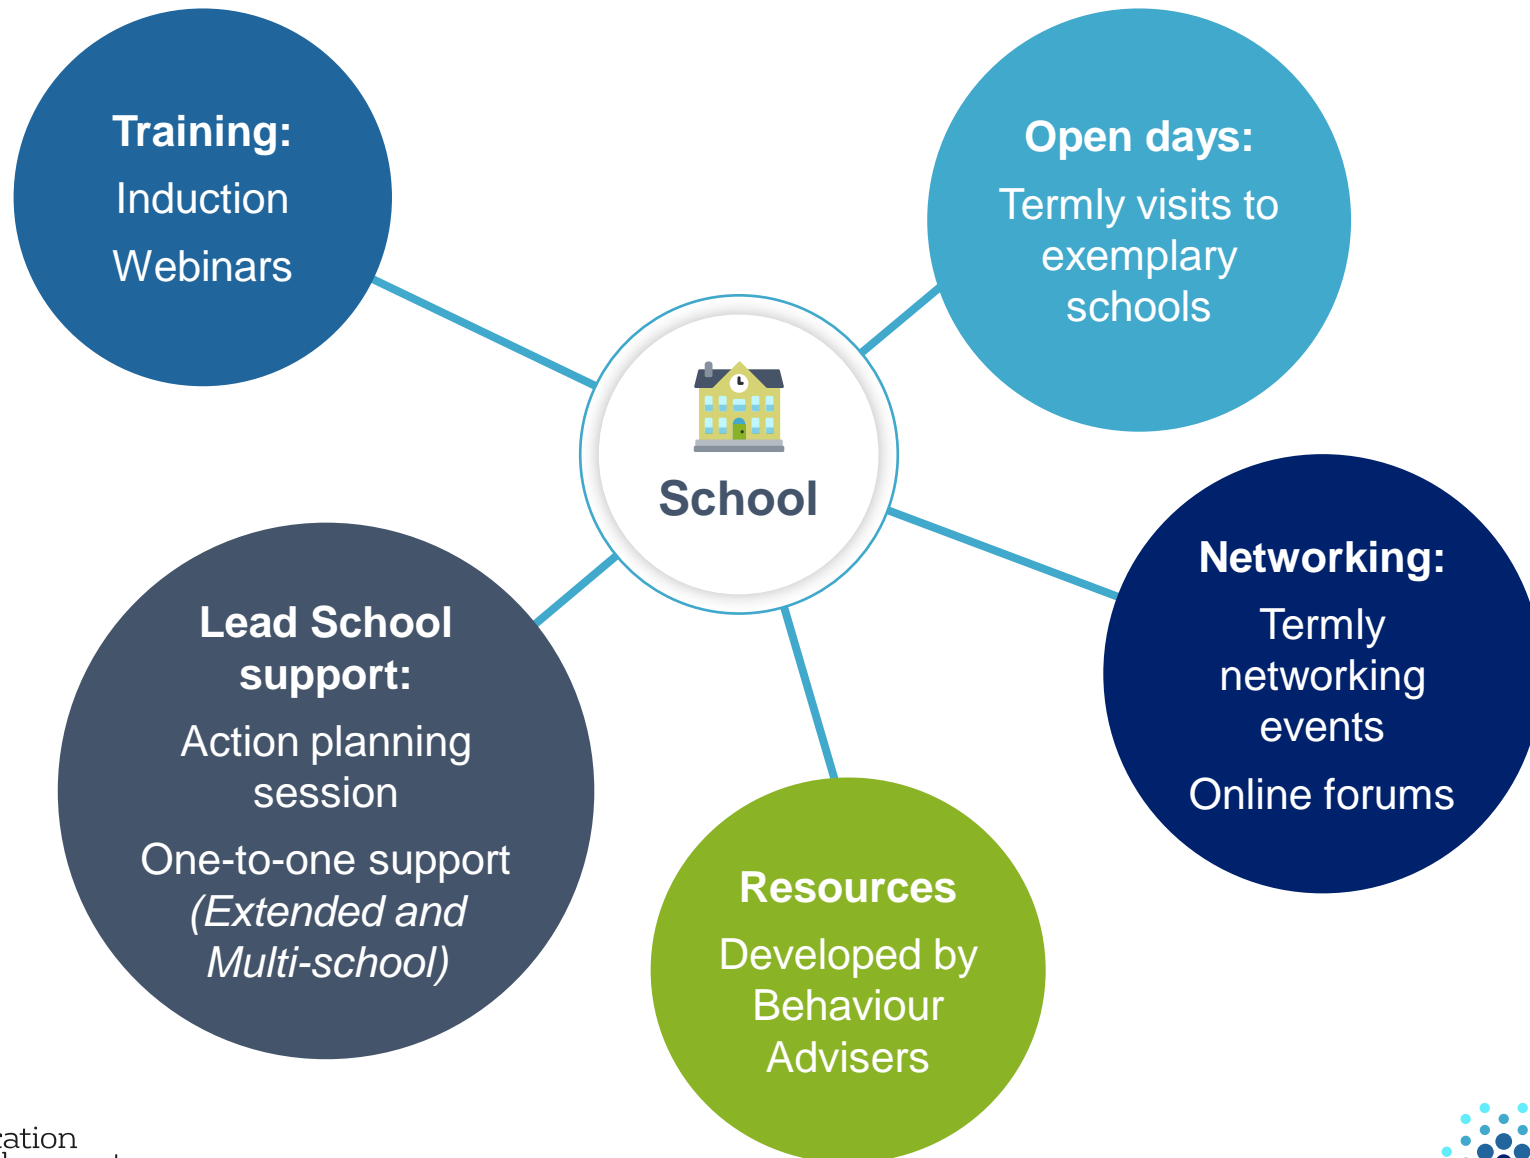 Training:
Induction
Webinars
Open days:
Termly visits to
exemplary
schools
School
Networking:
Termly
networking
events
Online forums
Lead School
support:
Action planning
session
One-to-one support
(Extended and
Multi-school)
Resources
Developed by
Behaviour
Advisers